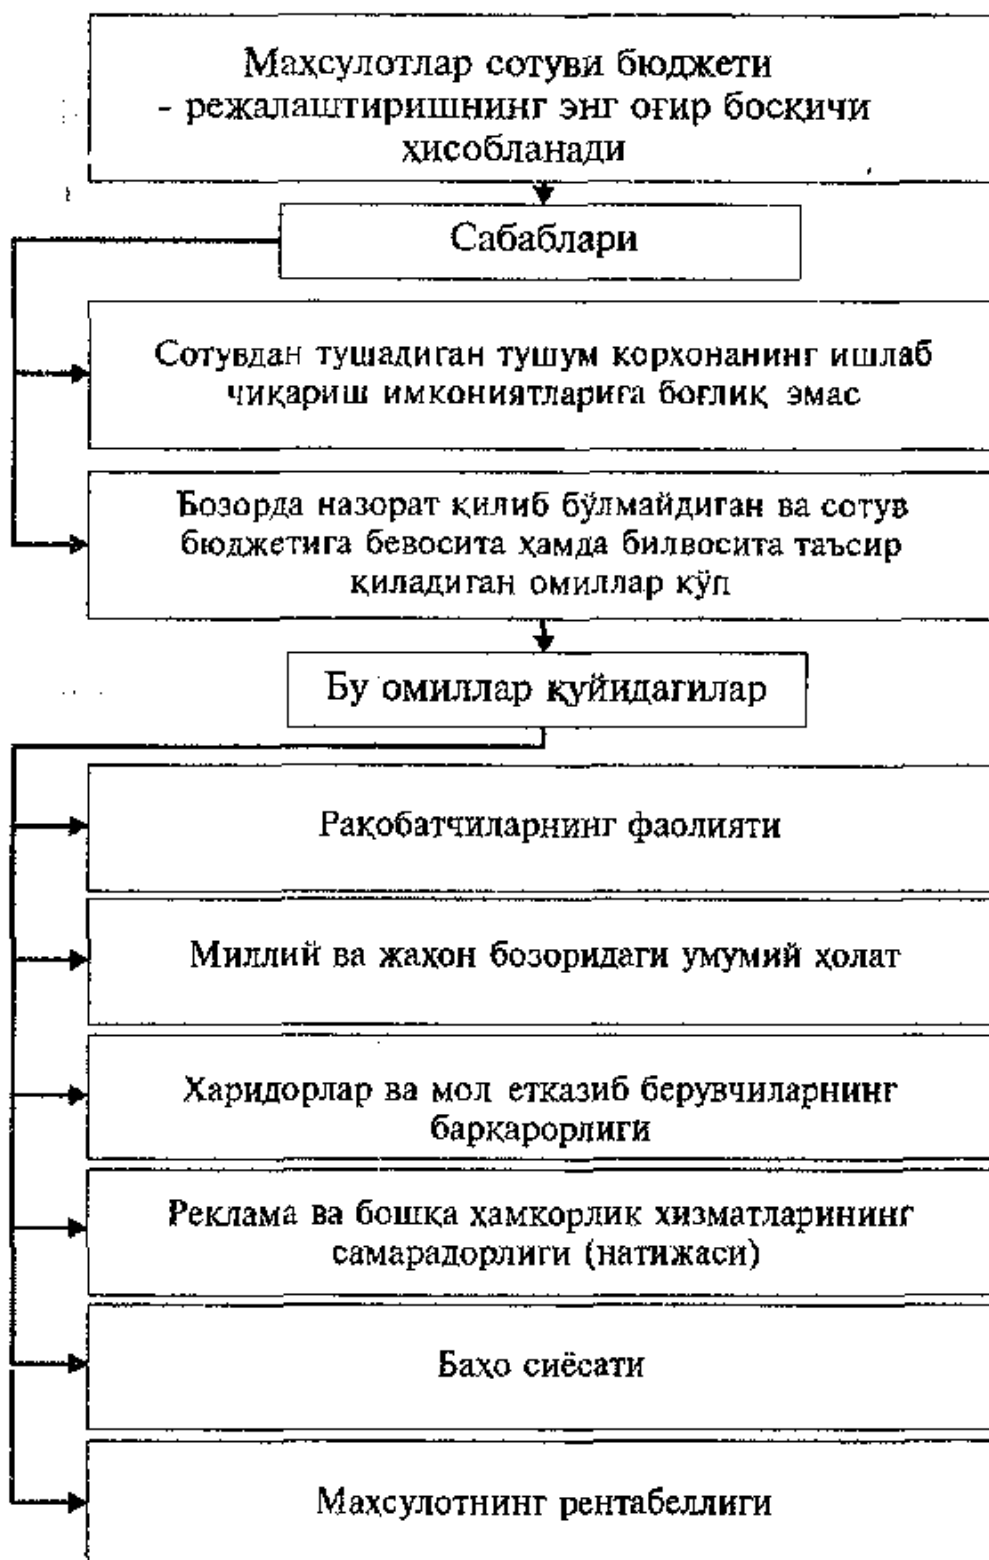 Маҳсулотлар сотуви бюджети
- режалаштиришнинг энг оғир босқичи
ҳисобланади
Сабаблари
Сотувдан тушадиган тушум корхонанинг ишлаб
чиқариш имкониятларига боғлиқ эмас
Бозорда назорат қилиб бўлмайдиган ва сотув
бюджетига бевосита ҳамда билвосита таъсир
қиладиган омиллар кўп
Бу омиллар қуйидагилар
Рақобатчиларнинг фаолияти
Миллий ва жаҳон бозоридаги умумий ҳолат
Харидорлар ва мол етказиб берувчиларнинг
барқарорлиги
Реклама ва бошқа ҳамкорлик хизматларининг
самарадорлиги (натижаси)
Баҳо сиёсати
Маҳсулотнинг рентабеллиги